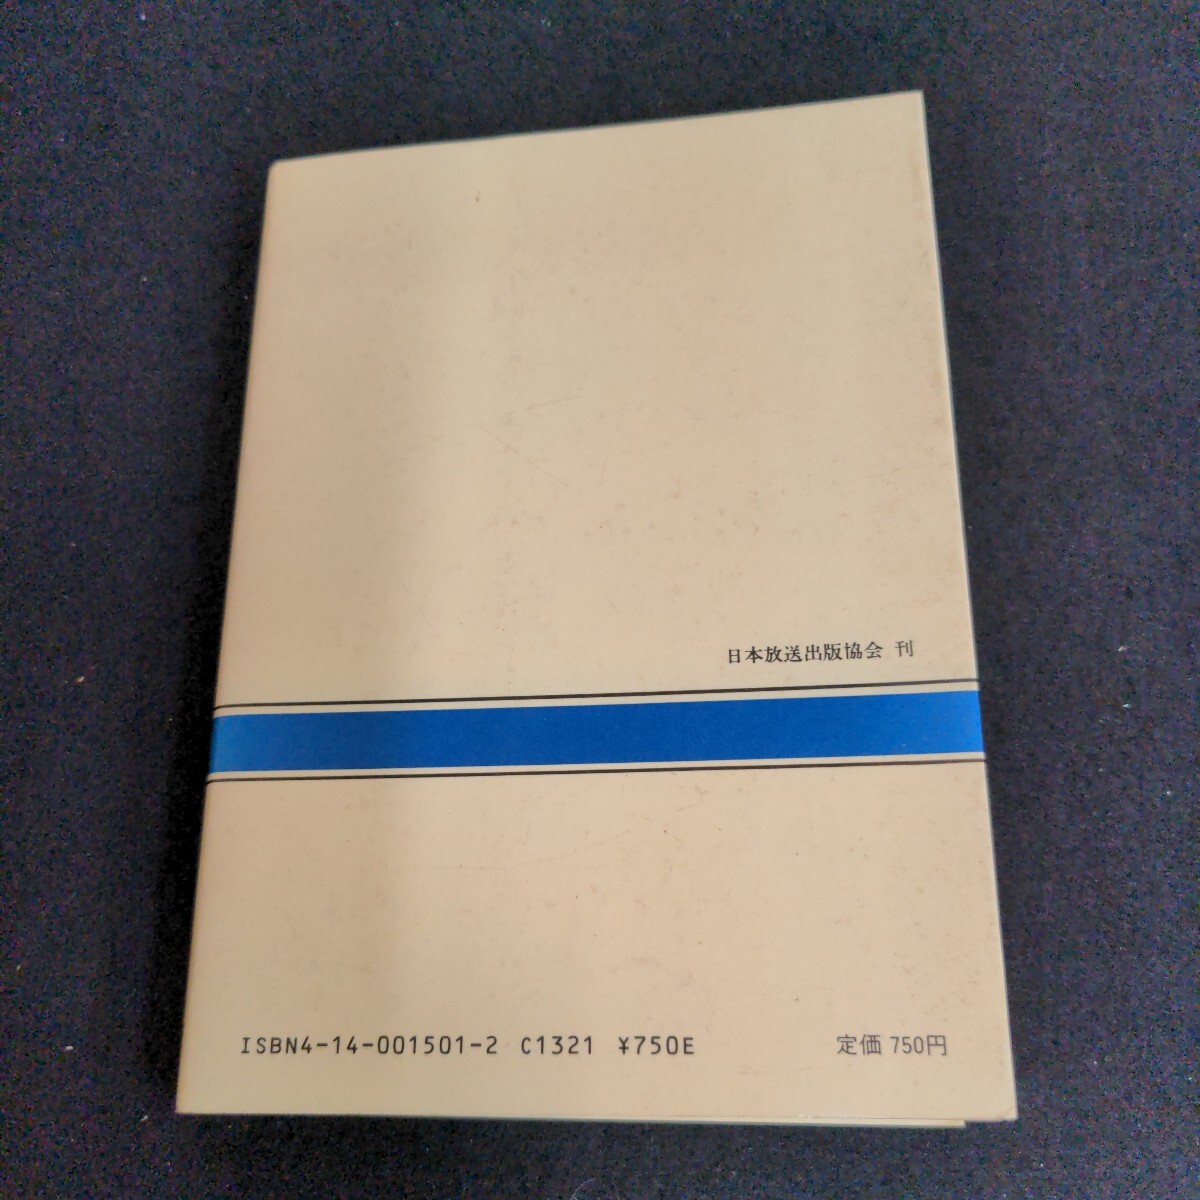 日本放送出版協会 刊
ISBN4-14-001501-2 C1321 ¥750E
定価 750円